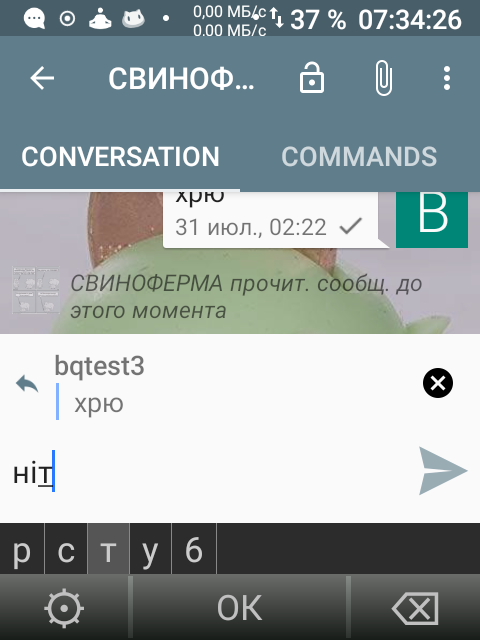 0,00 МБ/с
0.00 МБ/с
37 % 07:34:26
СВИНОФ...
CONVERSATION COMMANDS
хрю
31 июл., 02:22
B
СВИНОФЕРМА прочит. сообщ. до
этого момента
bqtest3
хрю
ніт
р с т у 6
OK